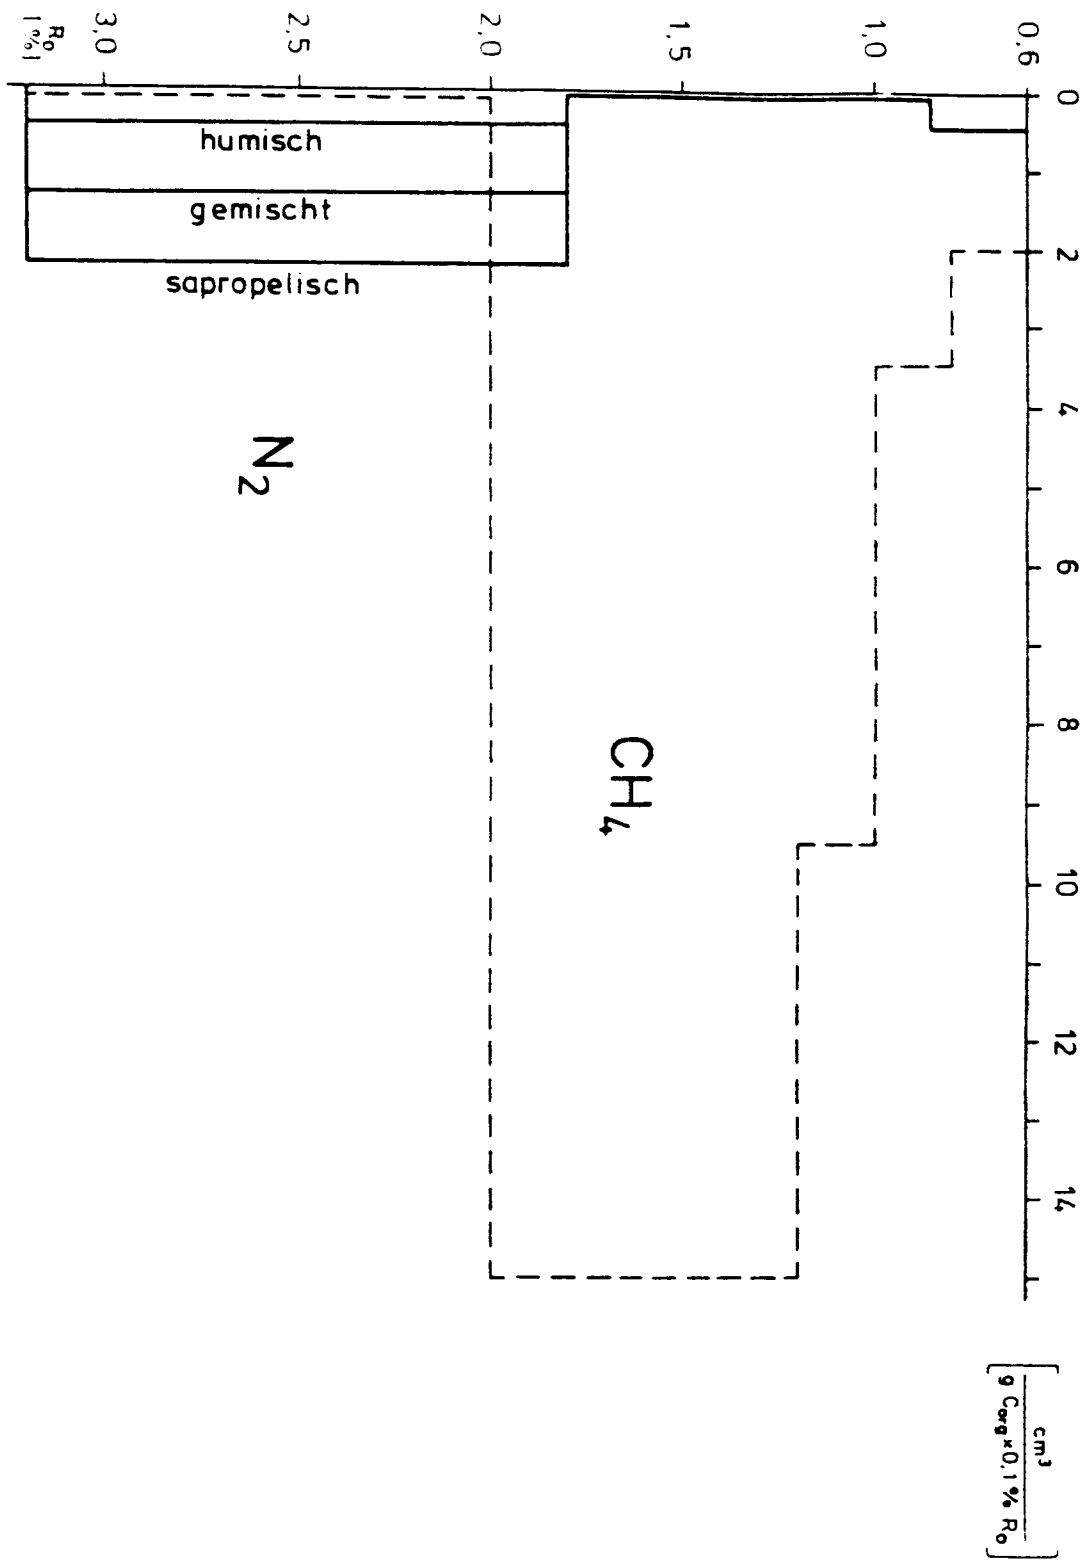 0,6
1,0
1,5
2,0
2,5
3,0
R₀
[%]
0
2
4
6
8
10
12
14
cm³
g C_org × 0,1 % R₀
humisch
gemischt
sapropelisch
N₂
CH₄